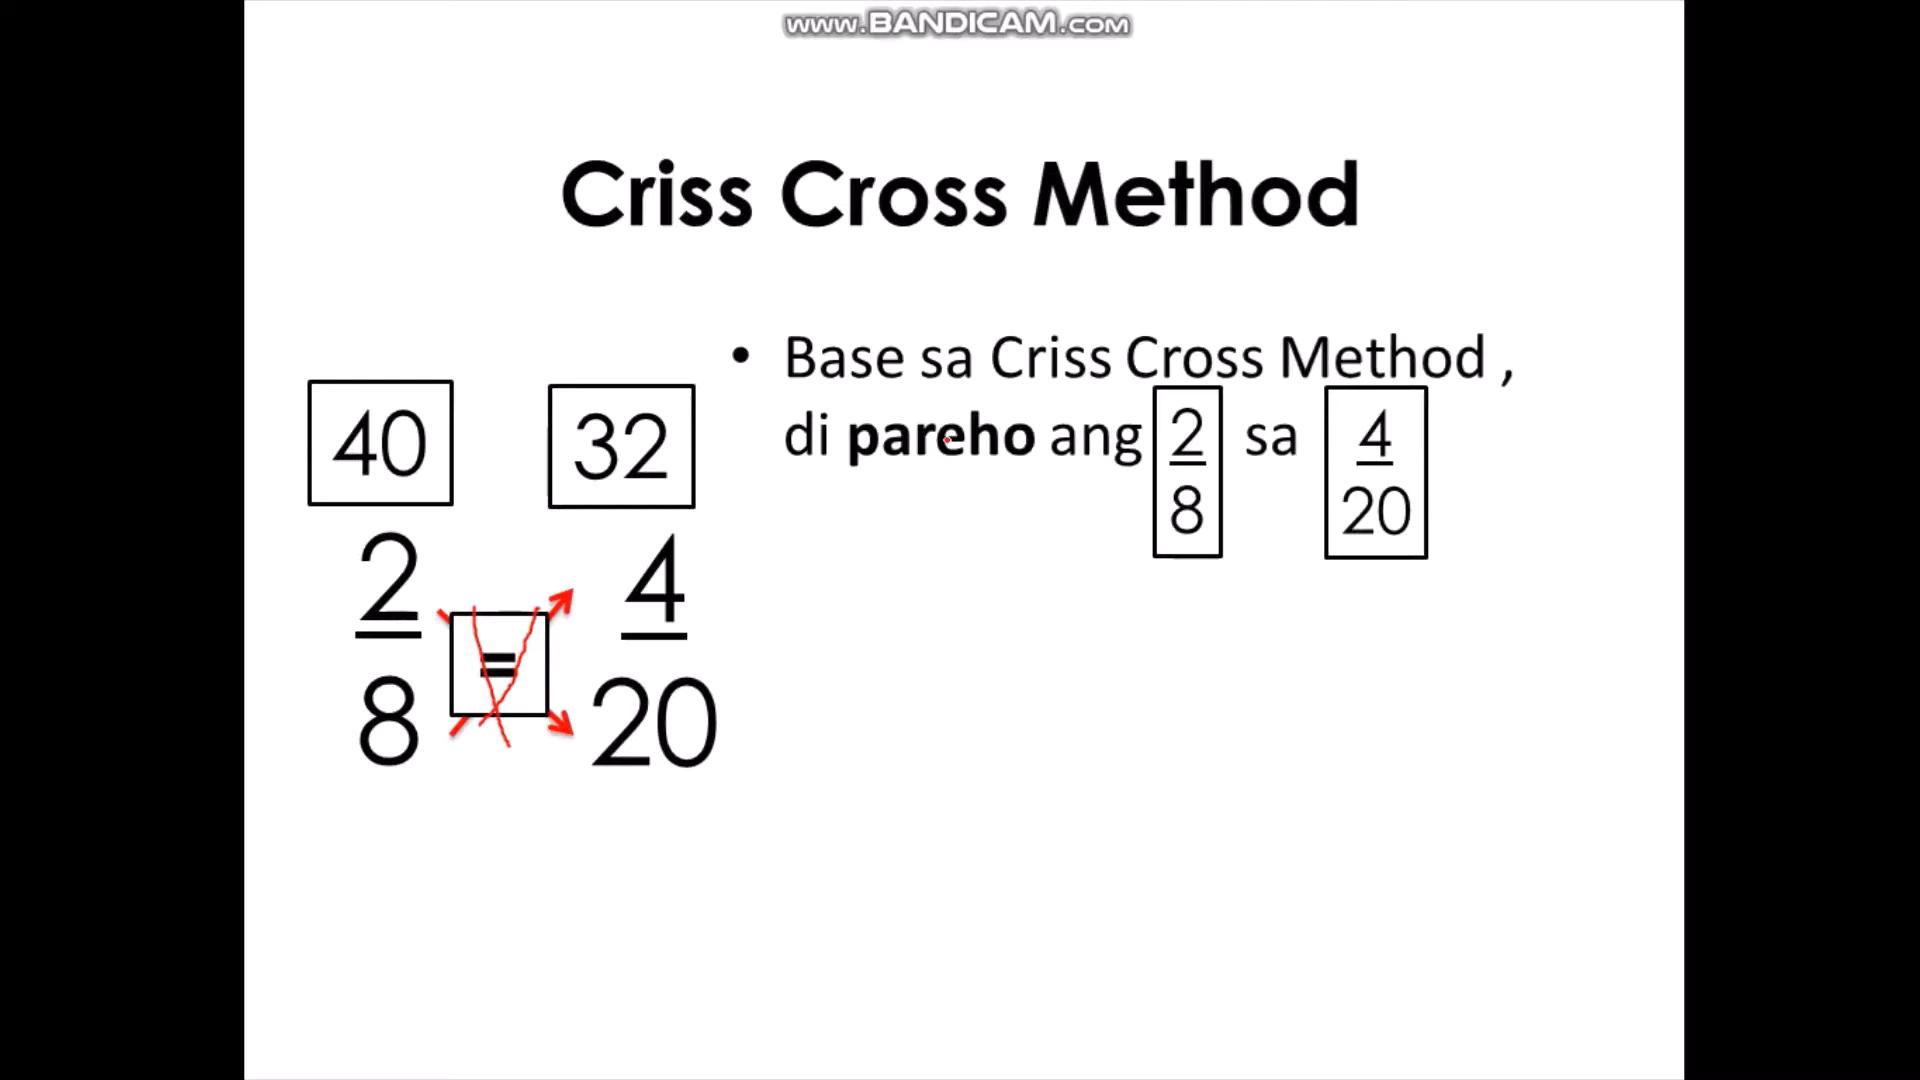 www.BANDICAM.com
Criss Cross Method
• Base sa Criss Cross Method ,
di pareho ang 2 sa 4
8 20
40 32
2 4
=
8 20